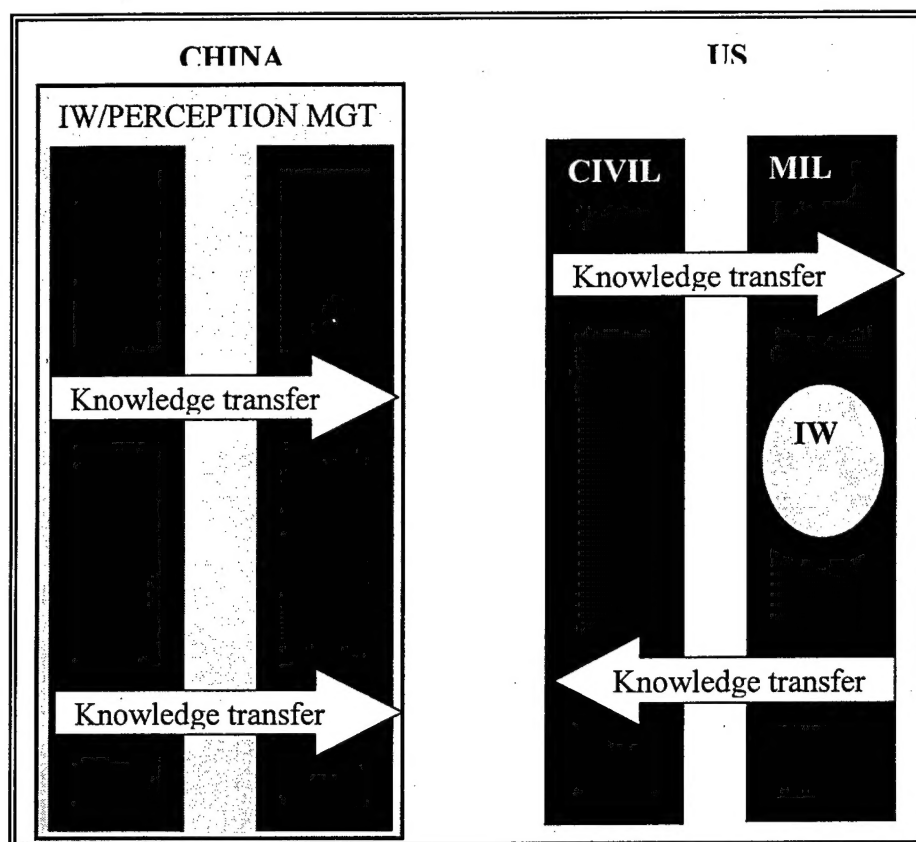 CHINA
US
IW/PERCEPTION MGT
CIVIL
MIL
Knowledge transfer
Knowledge transfer
IW
Knowledge transfer
Knowledge transfer